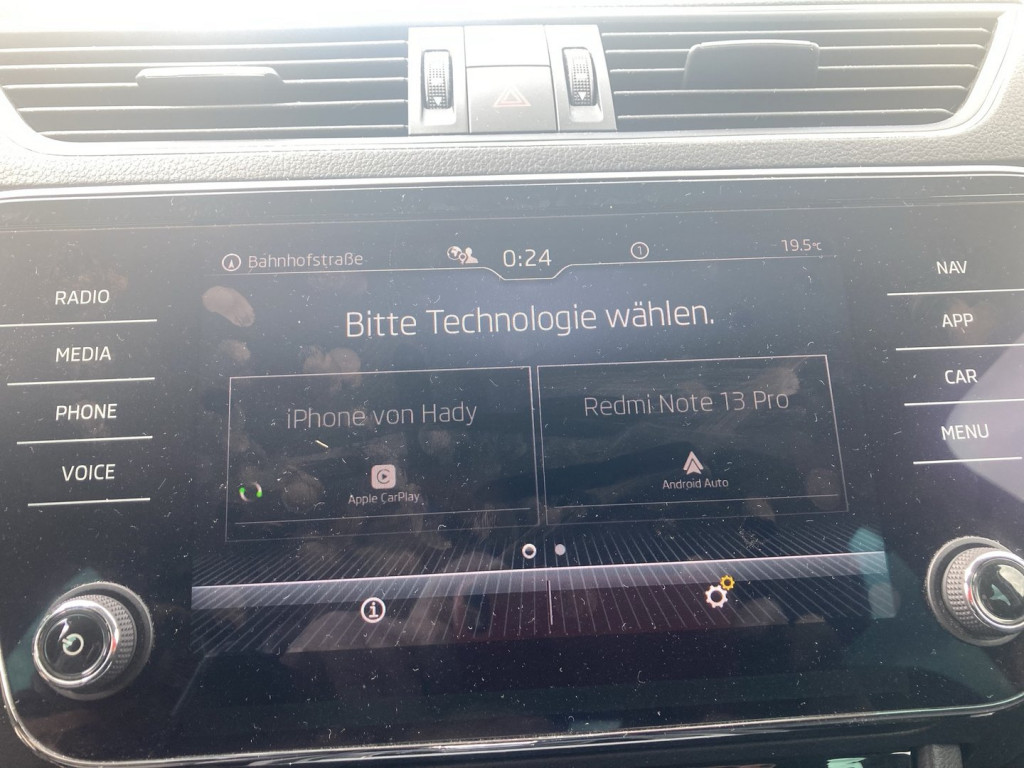 Bahnhofstraße
0:24
1
19.5°C
RADIO
MEDIA
PHONE
VOICE
Bitte Technologie wählen.
iPhone von Hady
Apple CarPlay
Redmi Note 13 Pro
Android Auto
NAV
APP
CAR
MENU